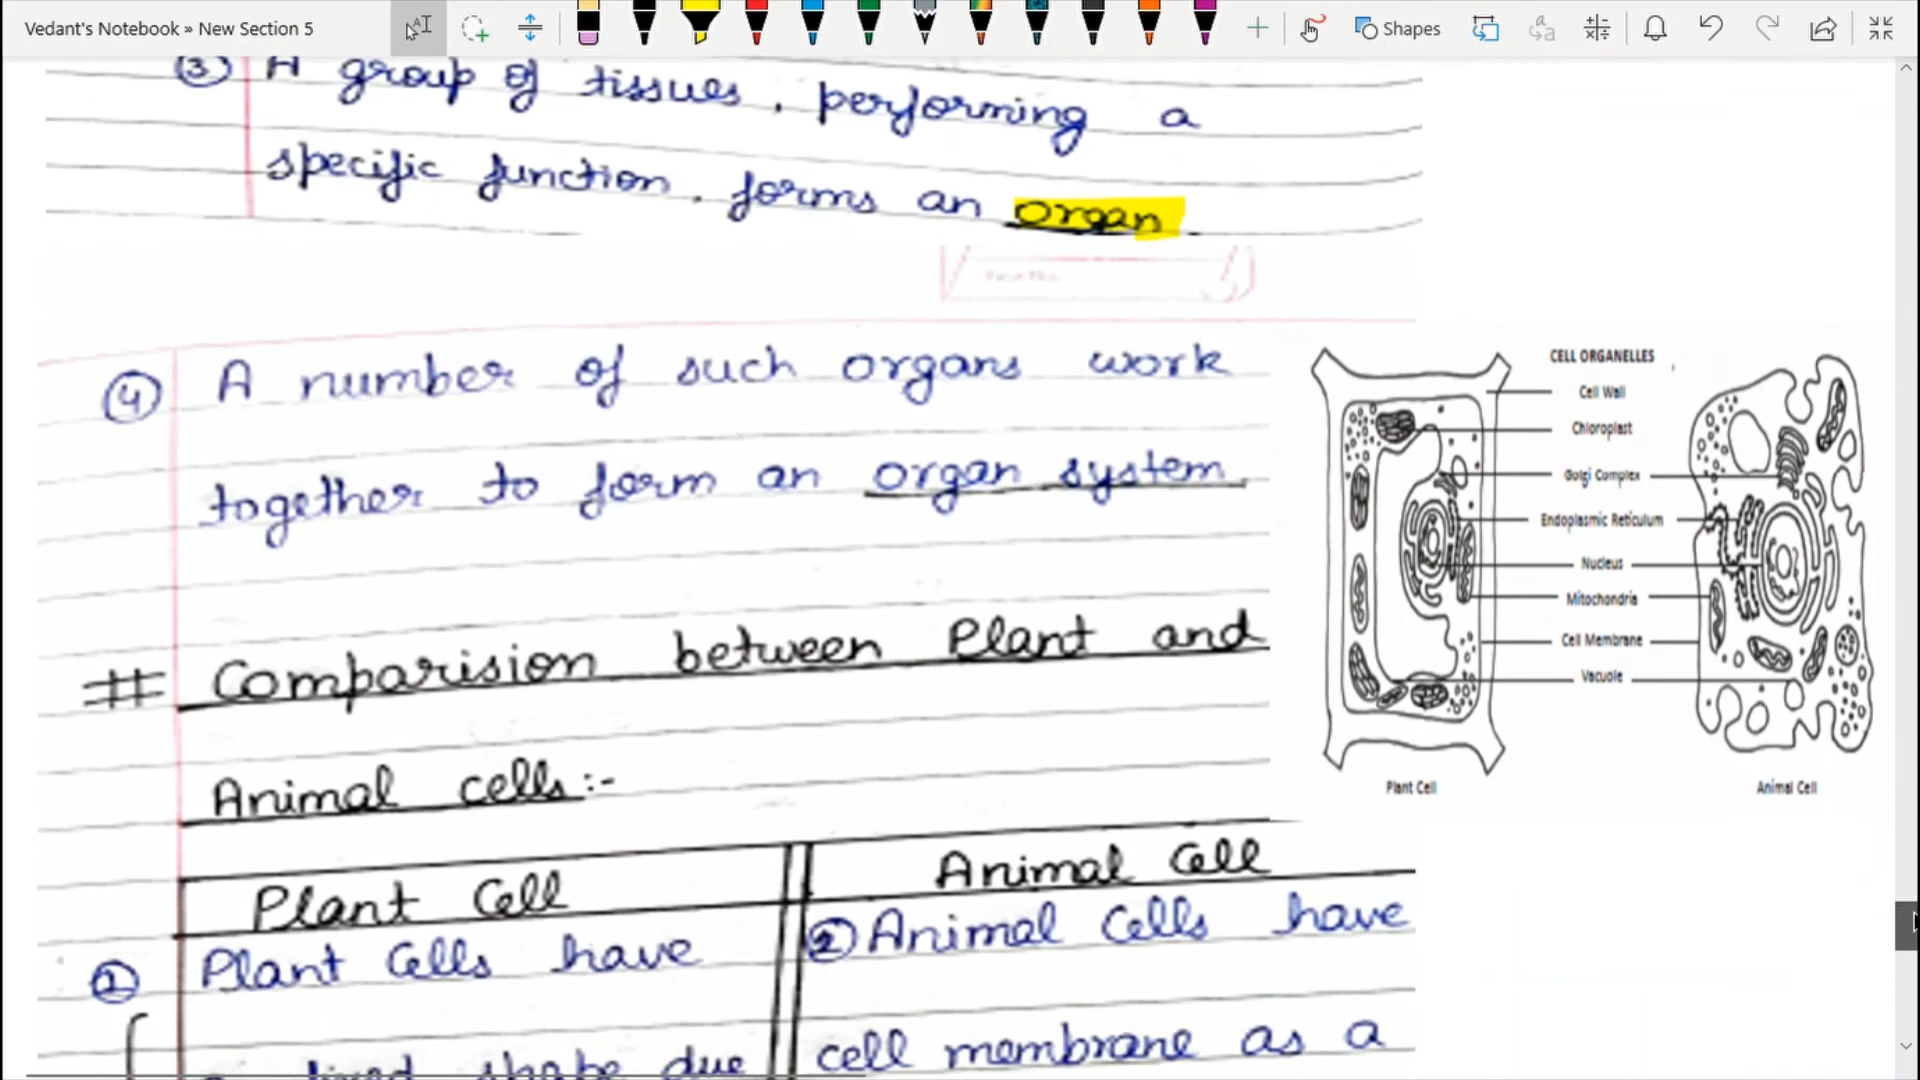 Vedant's Notebook » New Section 5
Shapes
③ A group of tissues, performing a
specific function, forms an organ.
④ A number of such organs work
together to form an organ system
# Comparision between Plant and
Animal cells:-
CELL ORGANELLES
Cell Wall
Chloroplast
Golgi Complex
Endoplasmic Reticulum
Nucleus
Mitochondria
Cell Membrane
Vacuole
Plant Cell
Animal Cell
Plant Cell
Animal Cell
Plant Cells have
② Animal Cells have
a fixed shape due
cell membrane as a